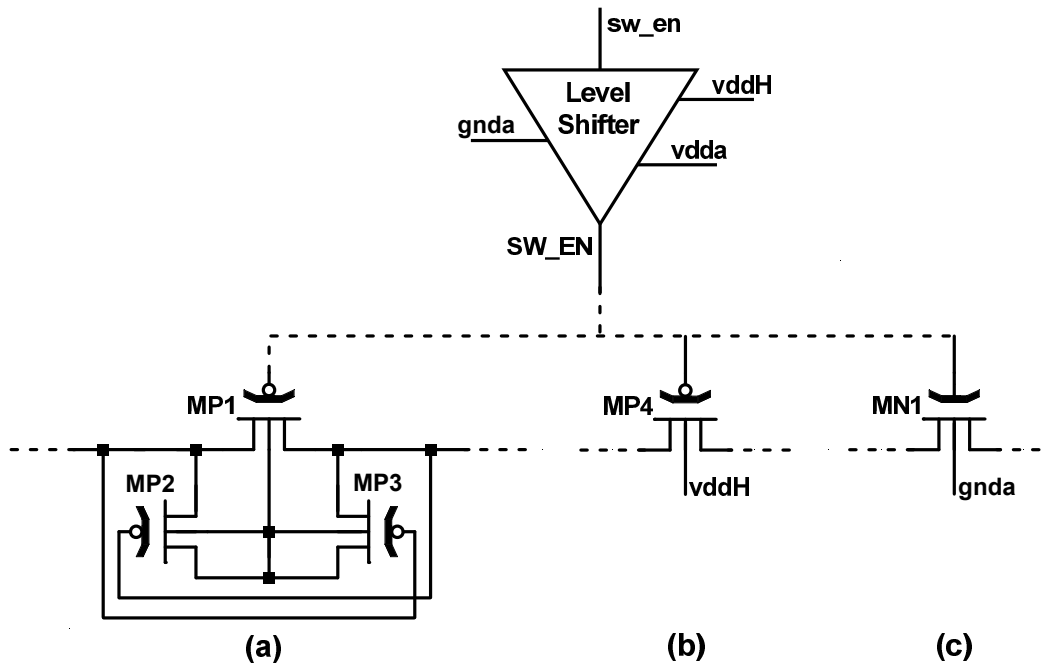 sw_en
Level
Shifter
vddH
gnda
vdda
SW_EN
MP1
MP4
MN1
MP2
MP3
vddH
gnda
(a)
(b)
(c)